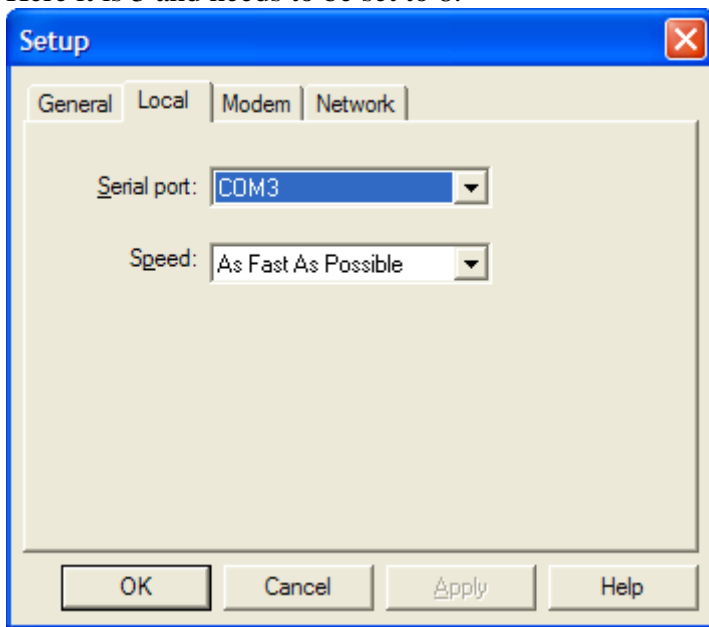 Here it is 3 and needs to be set to 6.
Setup
General Local Modem Network
Serial port: COM3
Speed: As Fast As Possible
OK Cancel Apply Help